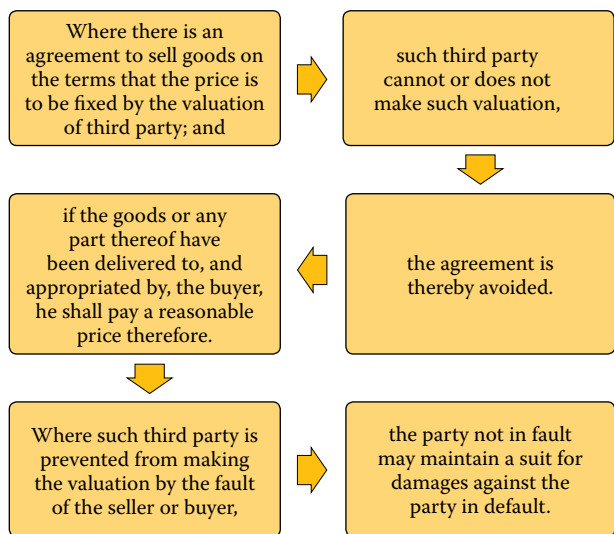 Where there is an
agreement to sell goods on
the terms that the price is
to be fixed by the valuation
of third party; and
such third party
cannot or does not
make such valuation,
the agreement is
thereby avoided.
if the goods or any
part thereof have
been delivered to, and
appropriated by, the buyer,
he shall pay a reasonable
price therefore.
Where such third party is
prevented from making
the valuation by the fault
of the seller or buyer,
the party not in fault
may maintain a suit for
damages against the
party in default.